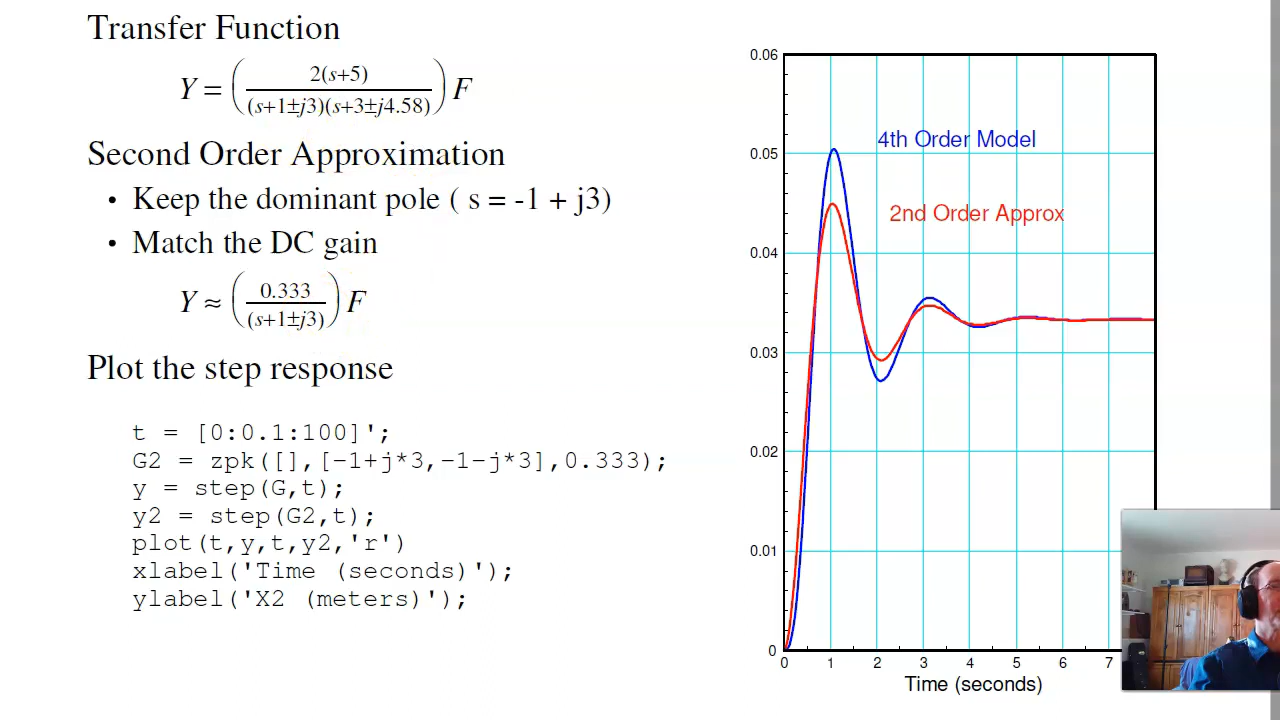 Transfer Function
Y = ( 2(s+5) / (s+1±j3)(s+3±j4.58) ) F
Second Order Approximation
• Keep the dominant pole ( s = -1 + j3)
• Match the DC gain
Y ≈ ( 0.333 / (s+1±j3) ) F
Plot the step response
t = [0:0.1:100]';
G2 = zpk([],[-1+j*3,-1-j*3],0.333);
y = step(G,t);
y2 = step(G2,t);
plot(t,y,t,y2,'r')
xlabel('Time (seconds)');
ylabel('X2 (meters)');
0.06
0.05
0.04
0.03
0.02
0.01
0
4th Order Model
2nd Order Approx
0 1 2 3 4 5 6 7
Time (seconds)